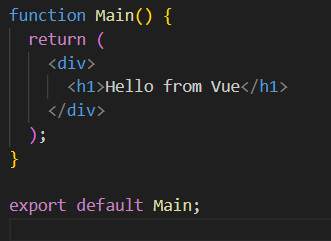 function Main() {
  return (
    <div>
      <h1>Hello from Vue</h1>
    </div>
  );
}

export default Main;